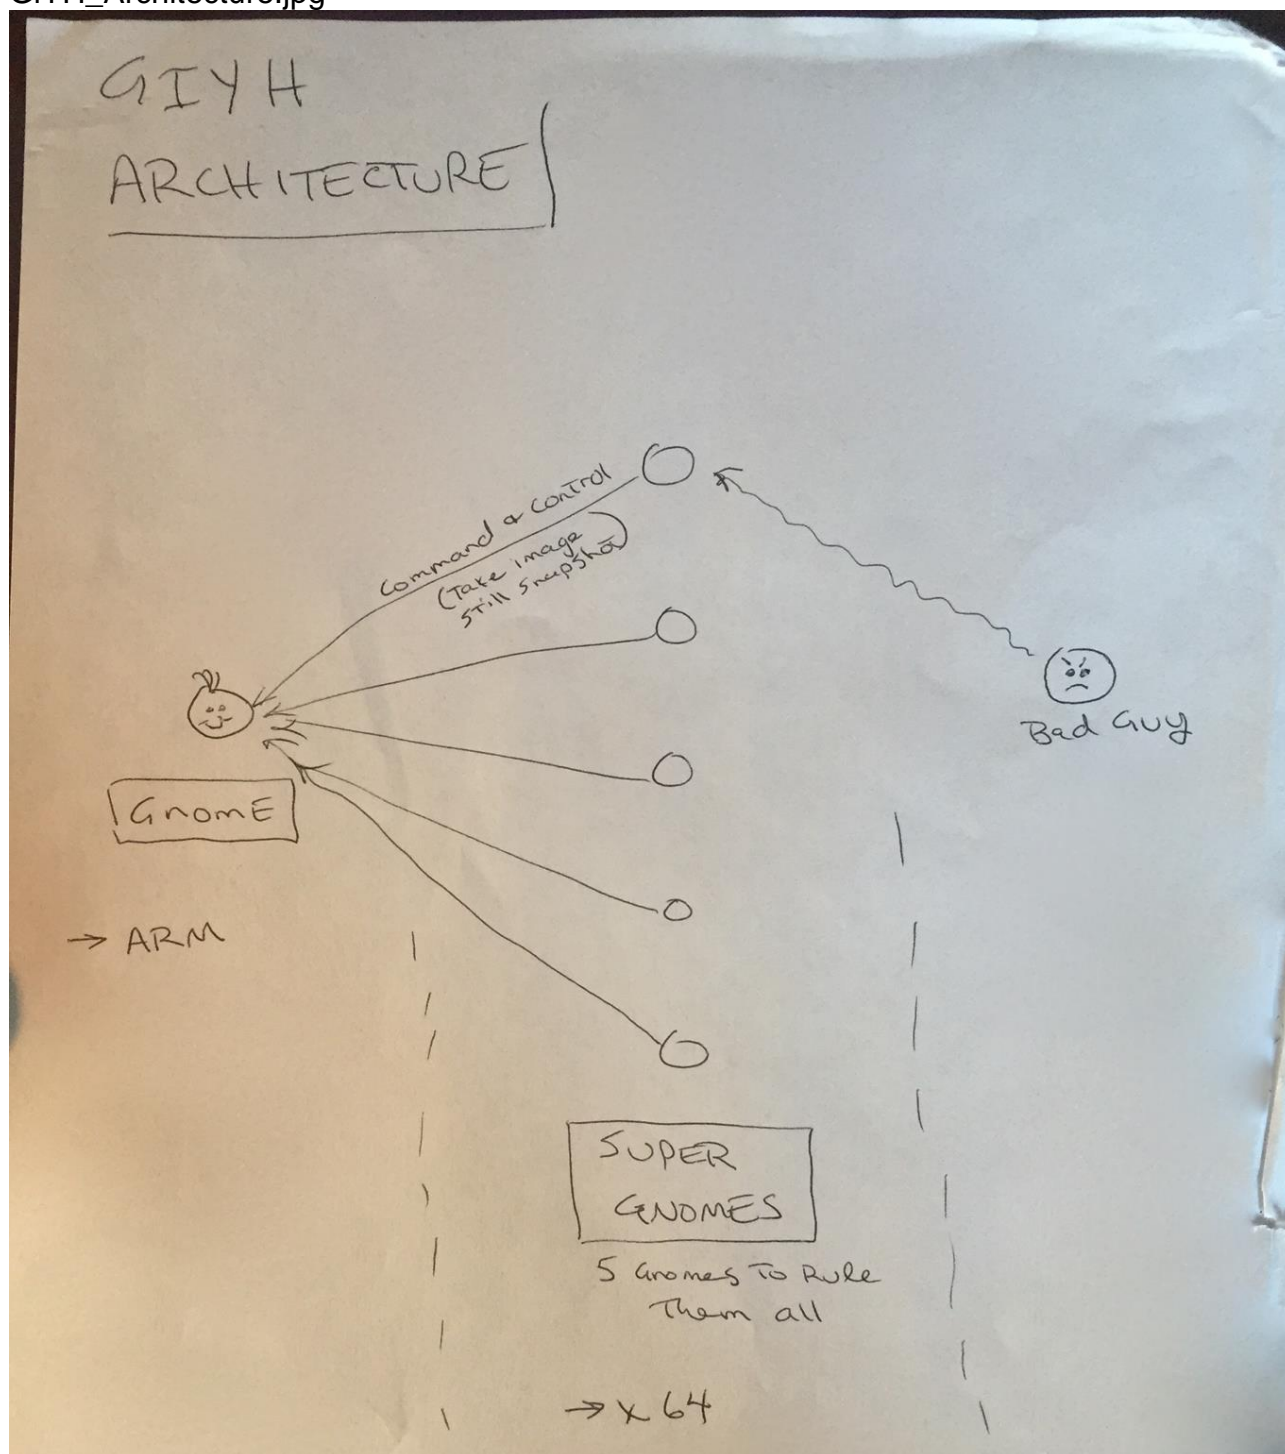 GIYH
ARCHITECTURE
Command & Control
(Take image
still snapshot)
Bad Guy
GnomE
→ ARM
SUPER
GNOMES
5 Gnomes To Rule
Them all
→ x64